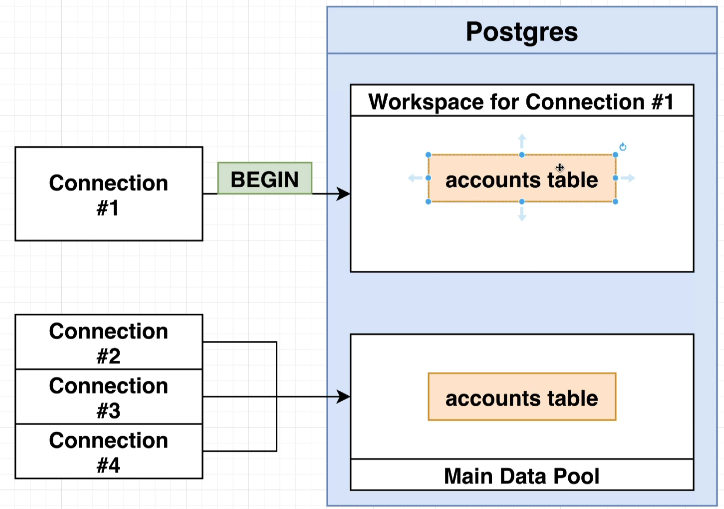 Postgres
Workspace for Connection #1
accounts table
Connection
#1
BEGIN
Connection
#2
Connection
#3
Connection
#4
accounts table
Main Data Pool